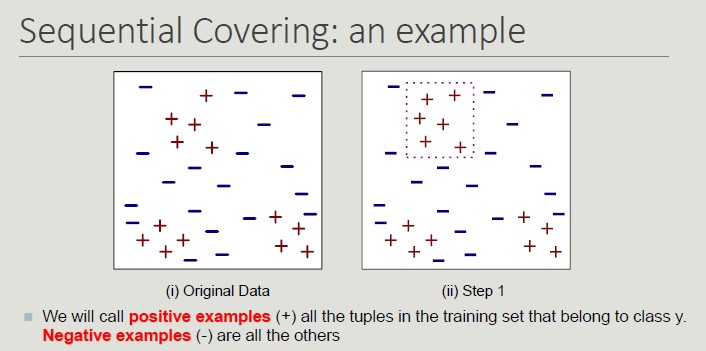 Sequential Covering: an example
(i) Original Data
(ii) Step 1
We will call positive examples (+) all the tuples in the training set that belong to class y.
Negative examples (-) are all the others